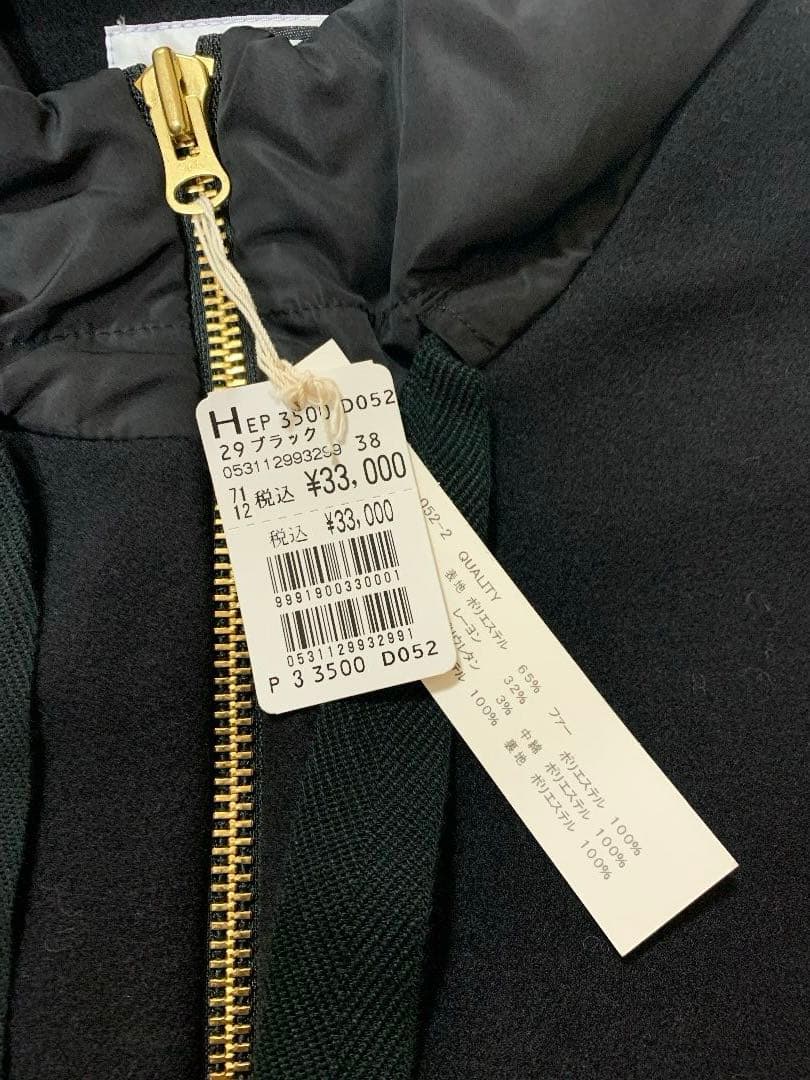 HEP 3500 D052
29 ブラック
053112993299 38
71
12 税込 ¥33,000
税込 ¥33,000
9991900330001
0531129932991
P 3 3500 D052
052-2
QUALITY
表地 ポリエステル 65%
レーヨン 32%
ポリウレタン 3%
100%
ファー ポリエステル 100%
中綿 ポリエステル 100%
裏地 ポリエステル 100%